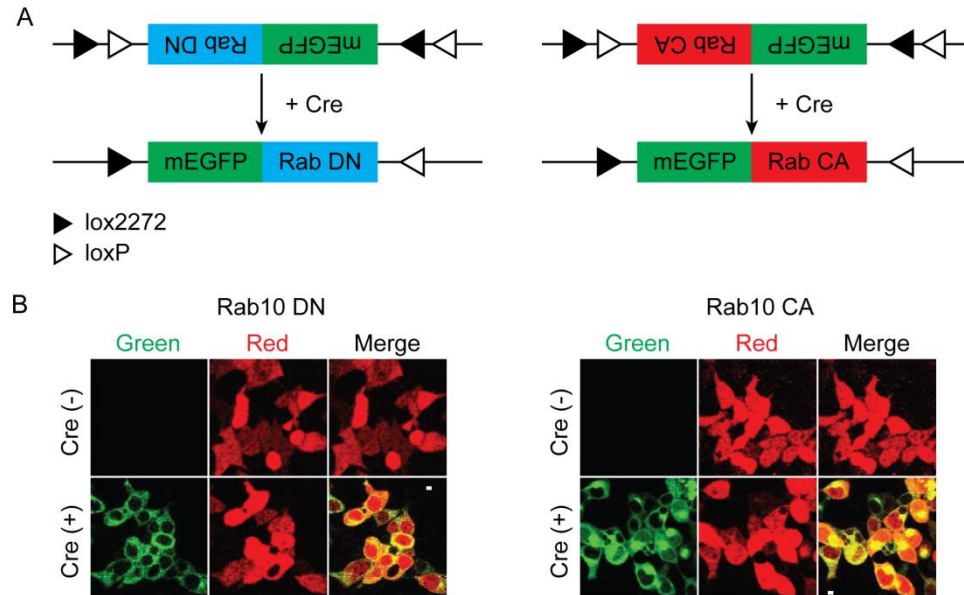 A
Rab DN mEGFP
Rab CA mEGFP
+ Cre
+ Cre
mEGFP Rab DN
mEGFP Rab CA
lox2272
loxP
B
Rab10 DN
Rab10 CA
Green Red Merge
Green Red Merge
Cre (-)
Cre (-)
Cre (+)
Cre (+)